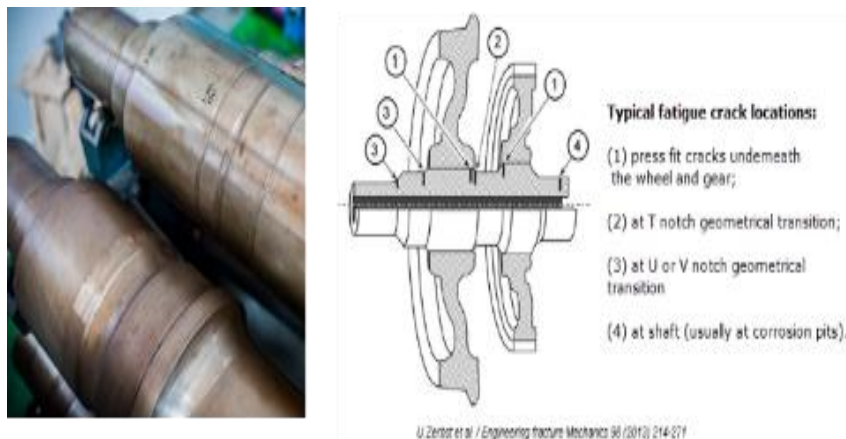 (1)
(2)
(3)
(1)
(3)
(4)
Typical fatigue crack locations:
(1) press fit cracks underneath
the wheel and gear;
(2) at T notch geometrical transition;
(3) at U or V notch geometrical
transition
(4) at shaft (usually at corrosion pits).
U Zerbst et al. / Engineering fracture Mechanics 98 (2013) 214-271